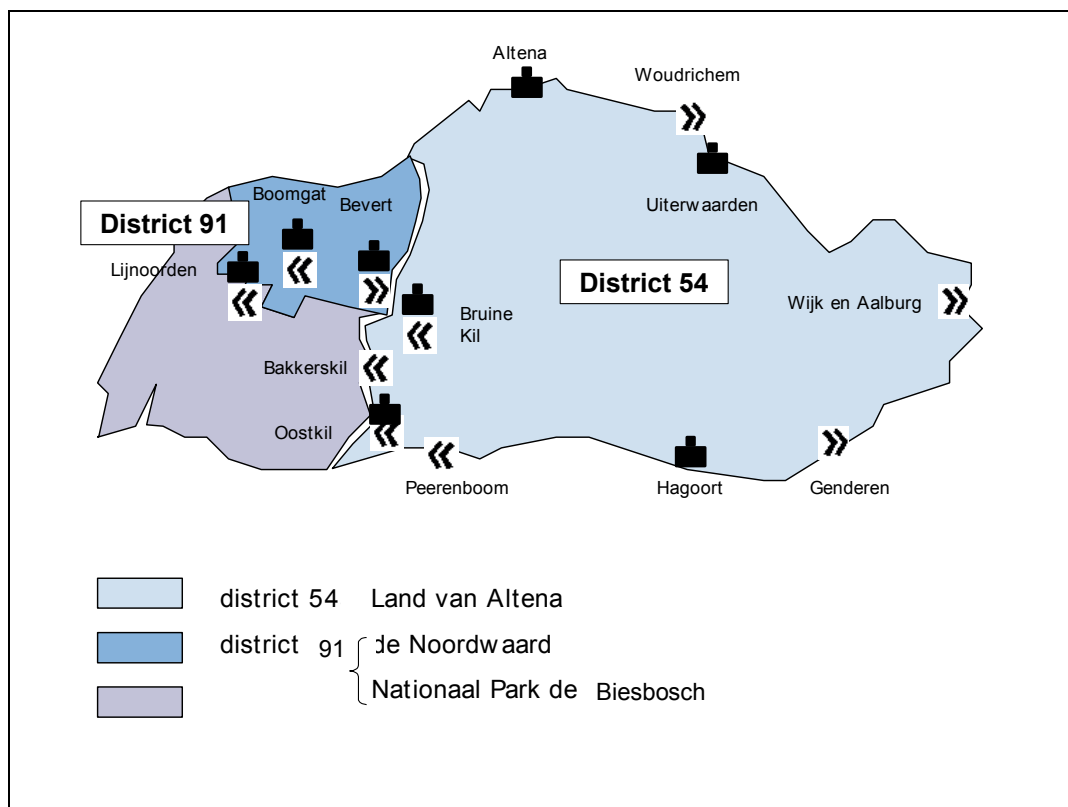 Altena
Woudrichem
Boomgat
Bevert
District 91
Uiterwaarden
Lijnoorden
District 54
Wijk en Aalburg
Bruine
Kil
Bakkerskil
Oostkil
Peerenboom
Hagoort
Genderen
district 54 Land van Altena
district 91 de Noordwaard
Nationaal Park de Biesbosch